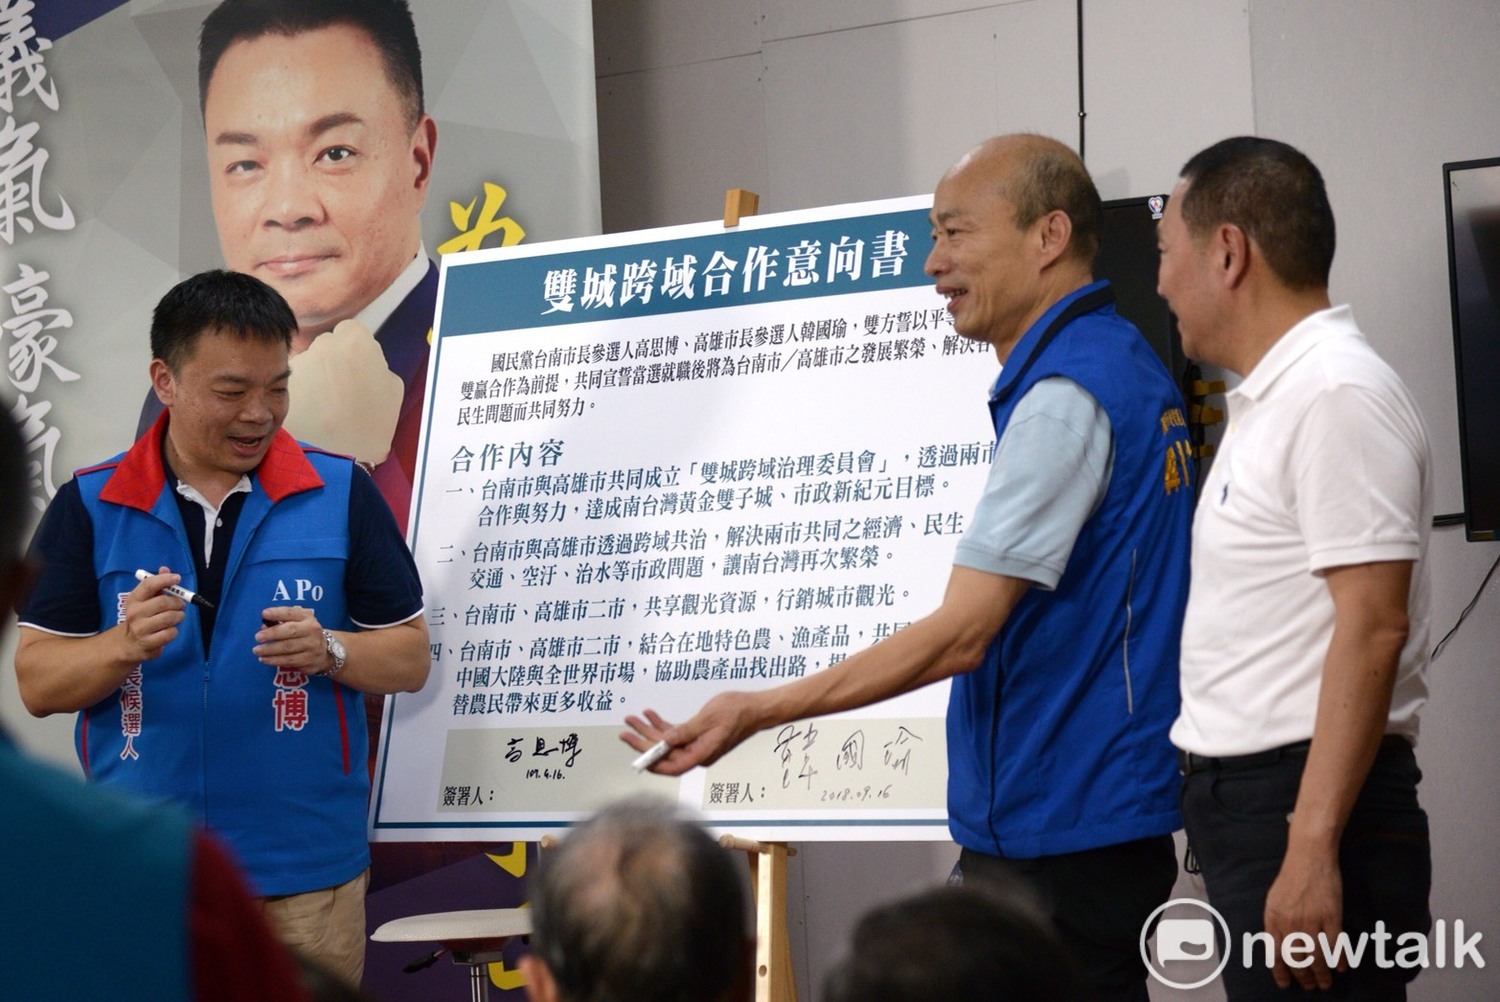 義氣 豪氣
為
雙城跨域合作意向書
國民黨台南市長參選人高思博、高雄市長參選人韓國瑜，雙方誓以平等
雙贏合作為前提，共同宣誓當選就職後將為台南市／高雄市之發展繁榮、解決各
民生問題而共同努力。
合作內容
一、台南市與高雄市共同成立「雙城跨域治理委員會」，透過兩市
合作與努力，達成南台灣黃金雙子城、市政新紀元目標。
二、台南市與高雄市透過跨域共治，解決兩市共同之經濟、民生
交通、空汙、治水等市政問題，讓南台灣再次繁榮。
三、台南市、高雄市二市，共享觀光資源，行銷城市觀光。
四、台南市、高雄市二市，結合在地特色農、漁產品，共同
中國大陸與全世界市場，協助農產品找出路，提
替農民帶來更多收益。
高思博
107.9.16.
簽署人：
韓國瑜
2018.09.16
簽署人：
A Po
思博
長候選人
newtalk